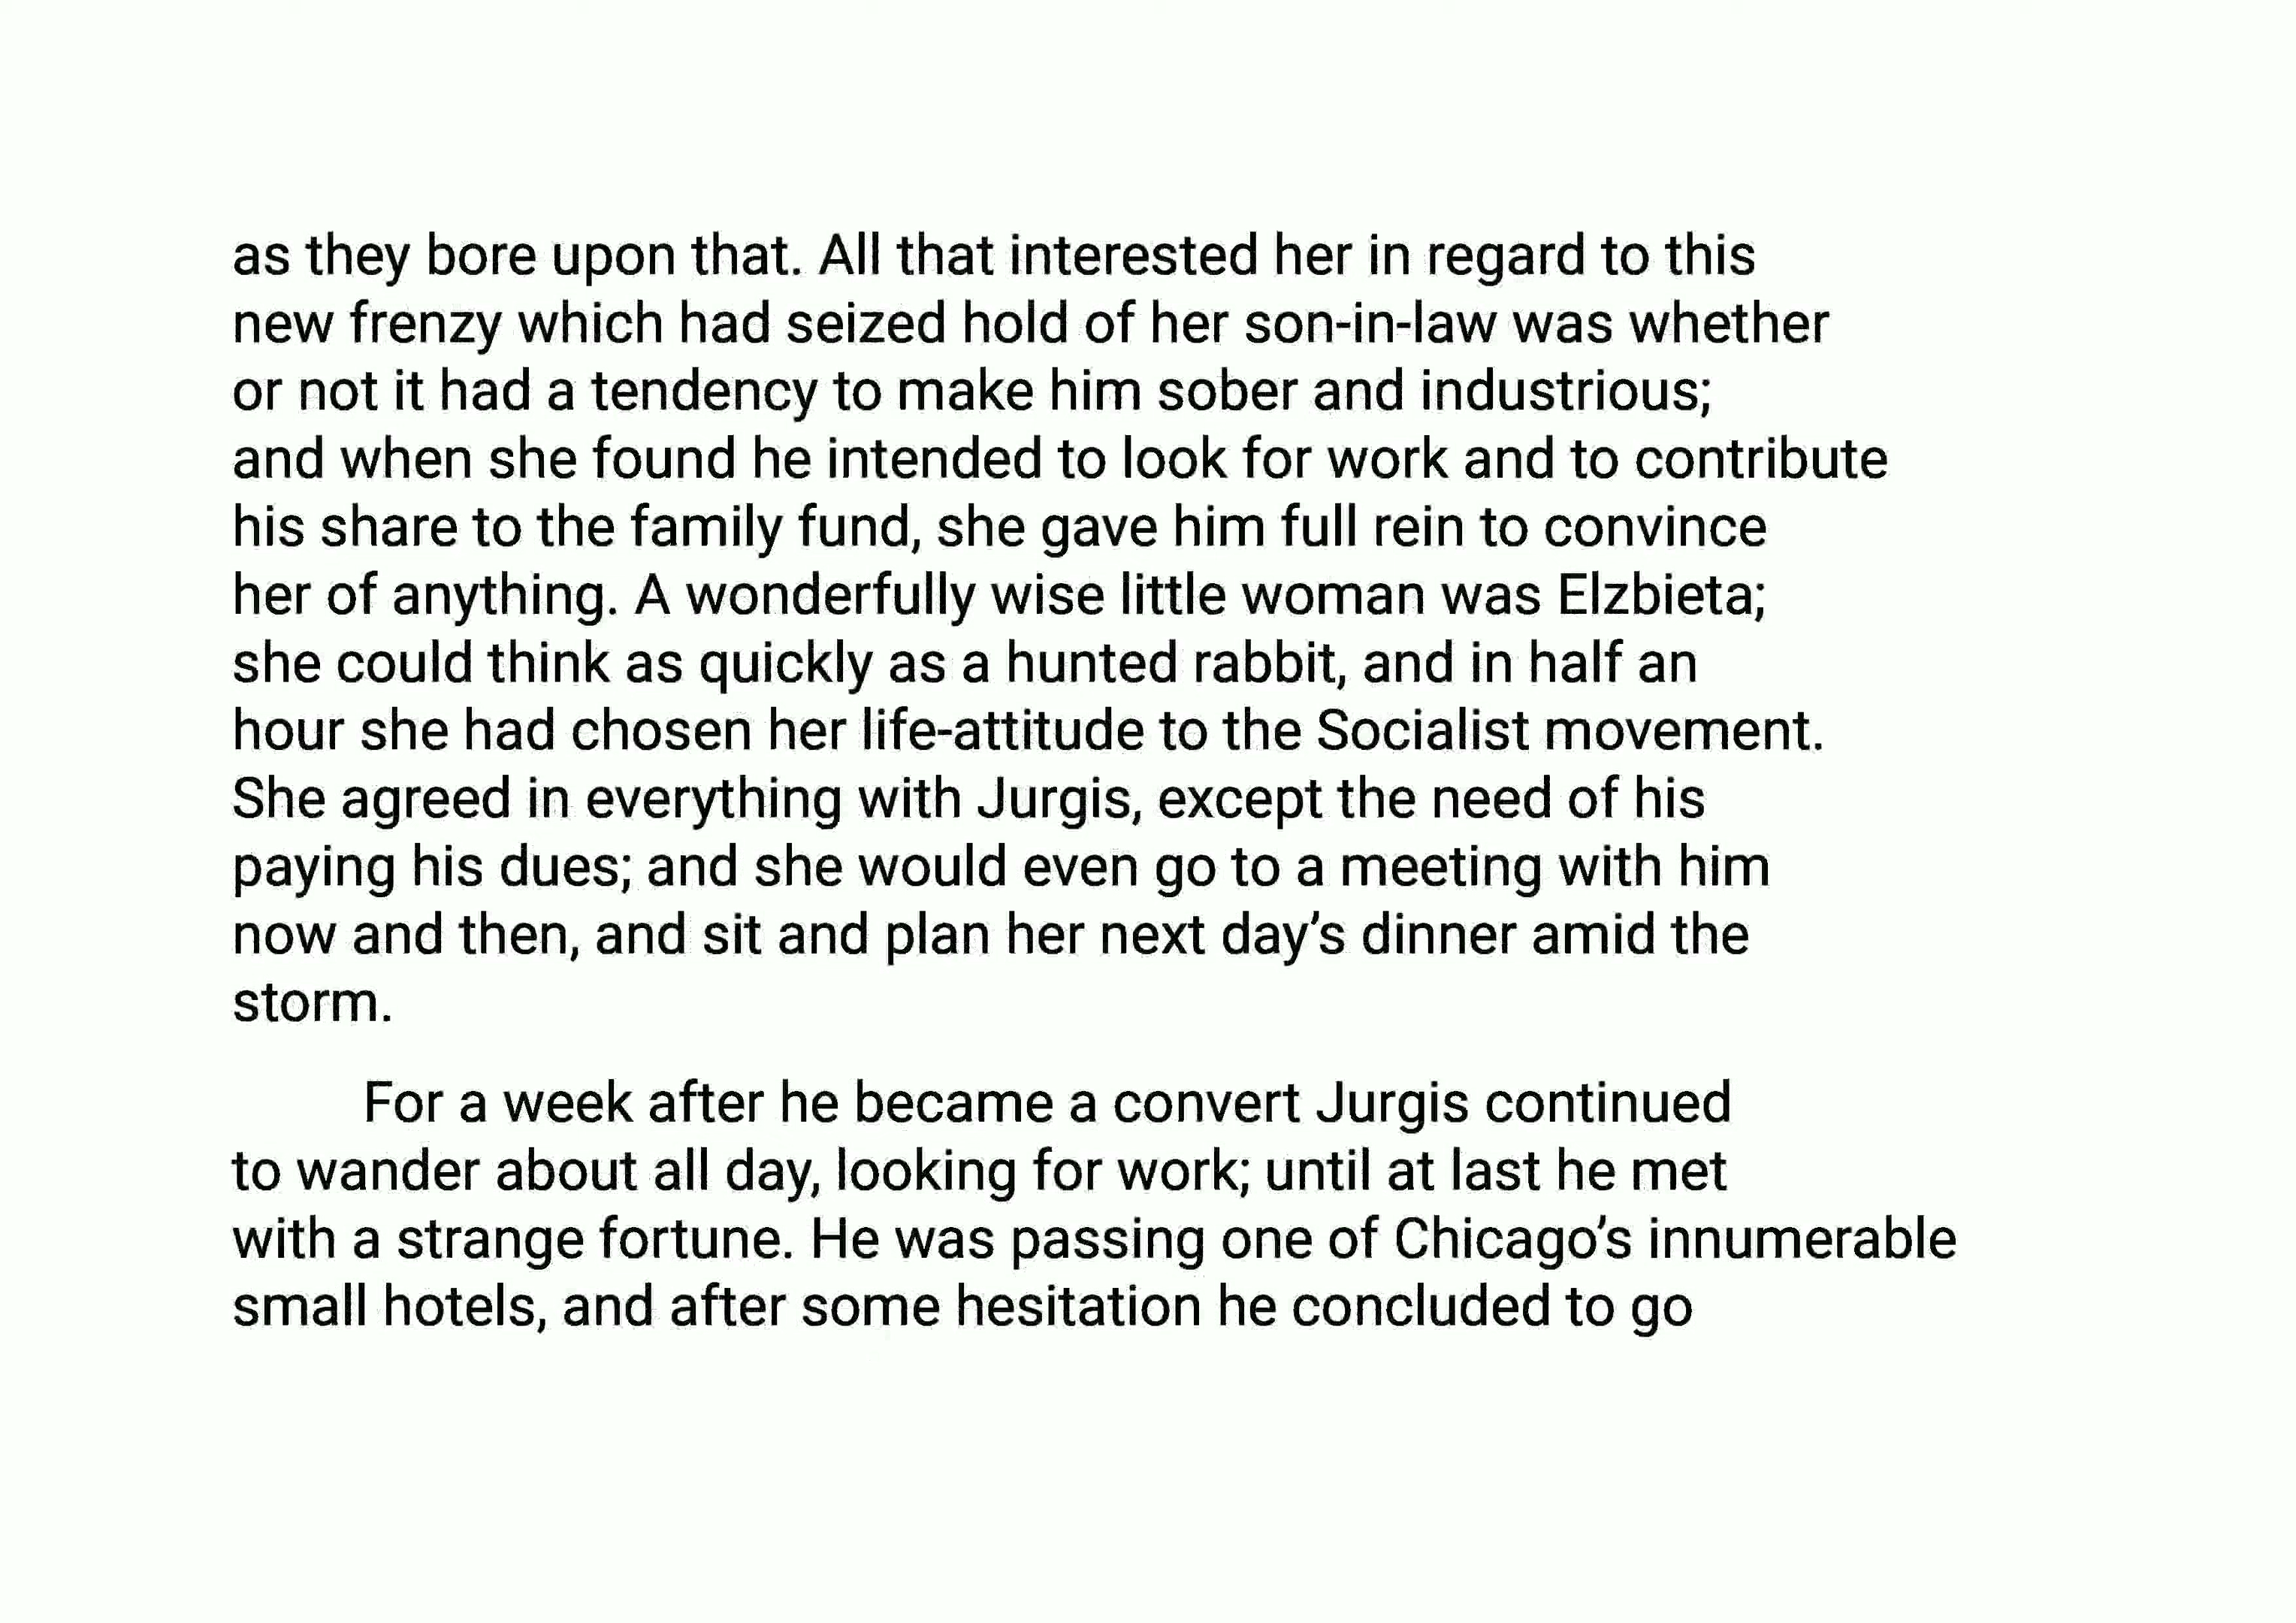 as they bore upon that. All that interested her in regard to this
new frenzy which had seized hold of her son-in-law was whether
or not it had a tendency to make him sober and industrious;
and when she found he intended to look for work and to contribute
his share to the family fund, she gave him full rein to convince
her of anything. A wonderfully wise little woman was Elzbieta;
she could think as quickly as a hunted rabbit, and in half an
hour she had chosen her life-attitude to the Socialist movement.
She agreed in everything with Jurgis, except the need of his
paying his dues; and she would even go to a meeting with him
now and then, and sit and plan her next day’s dinner amid the
storm.
For a week after he became a convert Jurgis continued
to wander about all day, looking for work; until at last he met
with a strange fortune. He was passing one of Chicago’s innumerable
small hotels, and after some hesitation he concluded to go